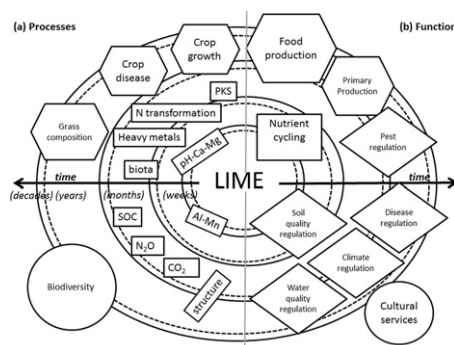 (a) Processes
(b) Function
Crop
growth
Food
production
Crop
disease
Primary
Production
PKS
N transformation
Grass
composition
Heavy metals
pH-Ca-Mg
Nutrient
cycling
Pest
regulation
biota
time
LIME
time
(decades) (years)
(months)
(weeks)
SOC
Al-Mn
Soil
quality
regulation
Disease
regulation
N2O
CO2
Climate
regulation
Biodiversity
structure
Water
quality
regulation
Cultural
services